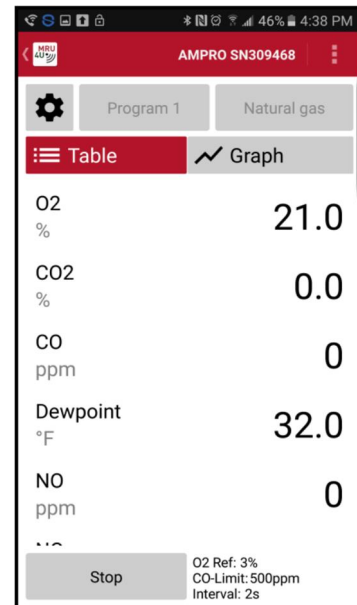 46% 4:38 PM
MRU
4U
AMPRO SN309468
Program 1
Natural gas
Table
Graph
O2
%
21.0
CO2
%
0.0
CO
ppm
0
Dewpoint
°F
32.0
NO
ppm
0
Stop
O2 Ref: 3%
CO-Limit:500ppm
Interval: 2s